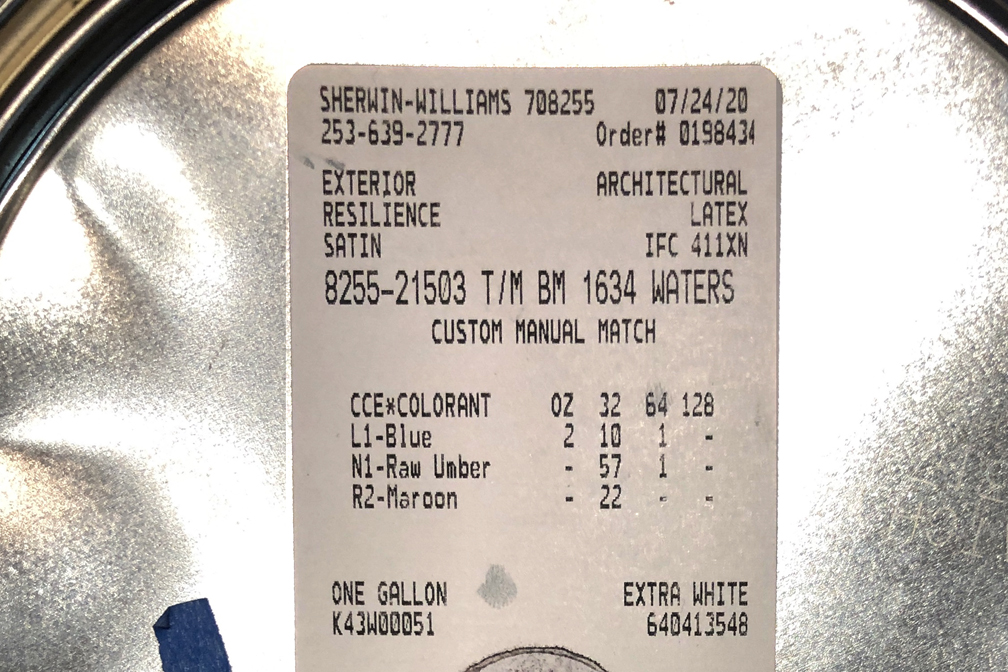 SHERWIN-WILLIAMS 708255 07/24/20
253-639-2777 Order# 0198434
EXTERIOR ARCHITECTURAL
RESILIENCE LATEX
SATIN IFC 411XN
8255-21503 T/M BM 1634 WATERS
CUSTOM MANUAL MATCH
CCE*COLORANT OZ 32 64 128
L1-Blue 2 10 1 -
N1-Raw Umber - 57 1 -
R2-Maroon - 22 - -
ONE GALLON EXTRA WHITE
K43W00051 640413548